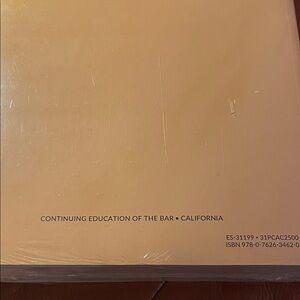 CONTINUING EDUCATION OF THE BAR • CALIFORNIA
ES-31199 • 31PCAC2500
ISBN 978-0-7626-3462-0